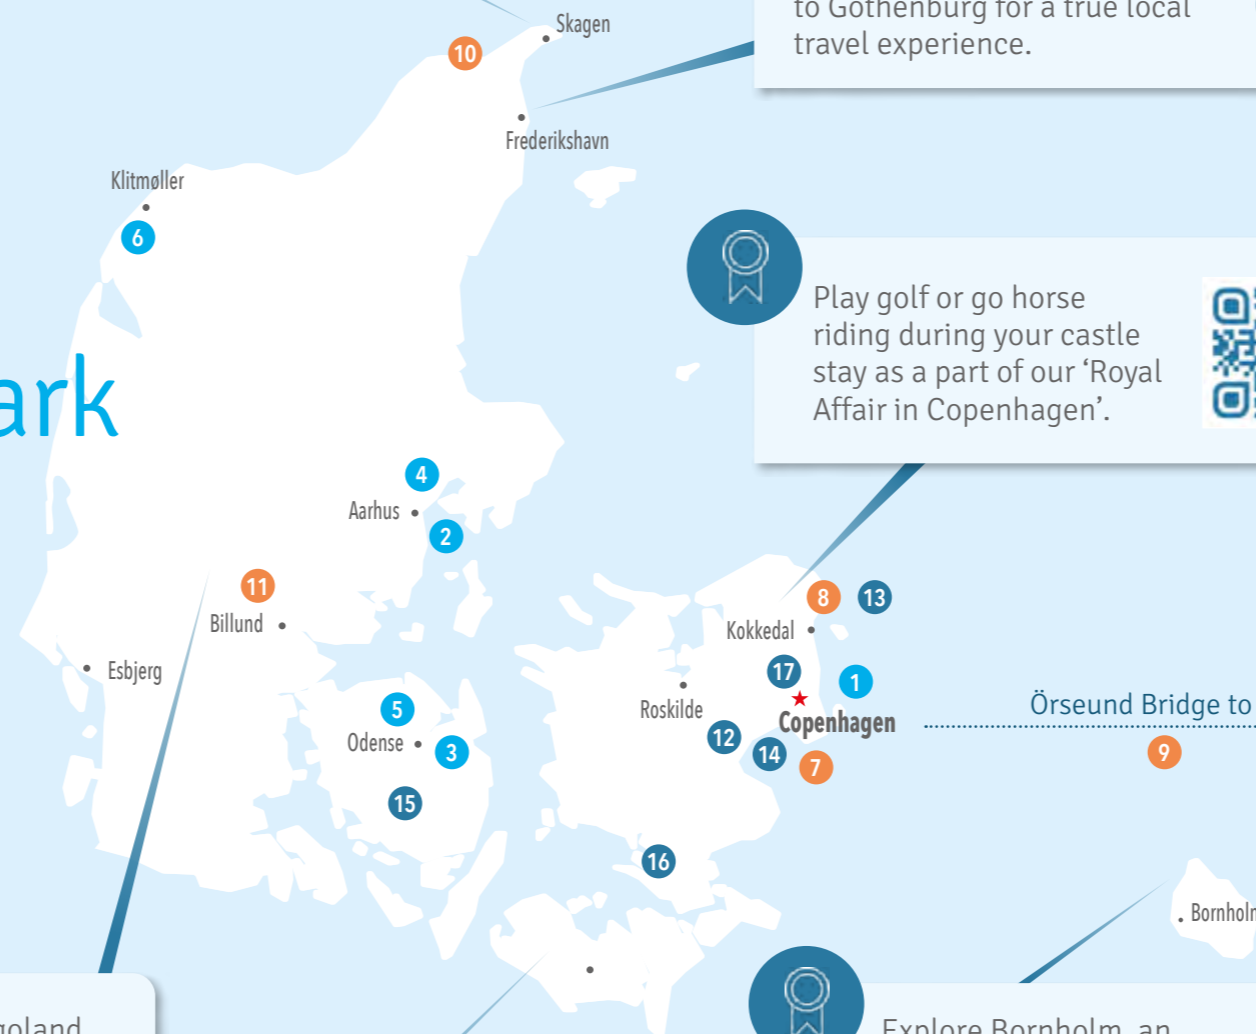 to Gothenburg for a true local
travel experience.
Skagen
10
Frederikshavn
Klitmøller
6
Play golf or go horse
riding during your castle
stay as a part of our ‘Royal
Affair in Copenhagen’.
ark
4
Aarhus
2
11
Billund
8
13
Kokkedal
Esbjerg
17
1
5
Roskilde
Örseund Bridge to
Copenhagen
Odense
3
12
14
7
9
15
16
Bornholm
goland
Explore Bornholm, an